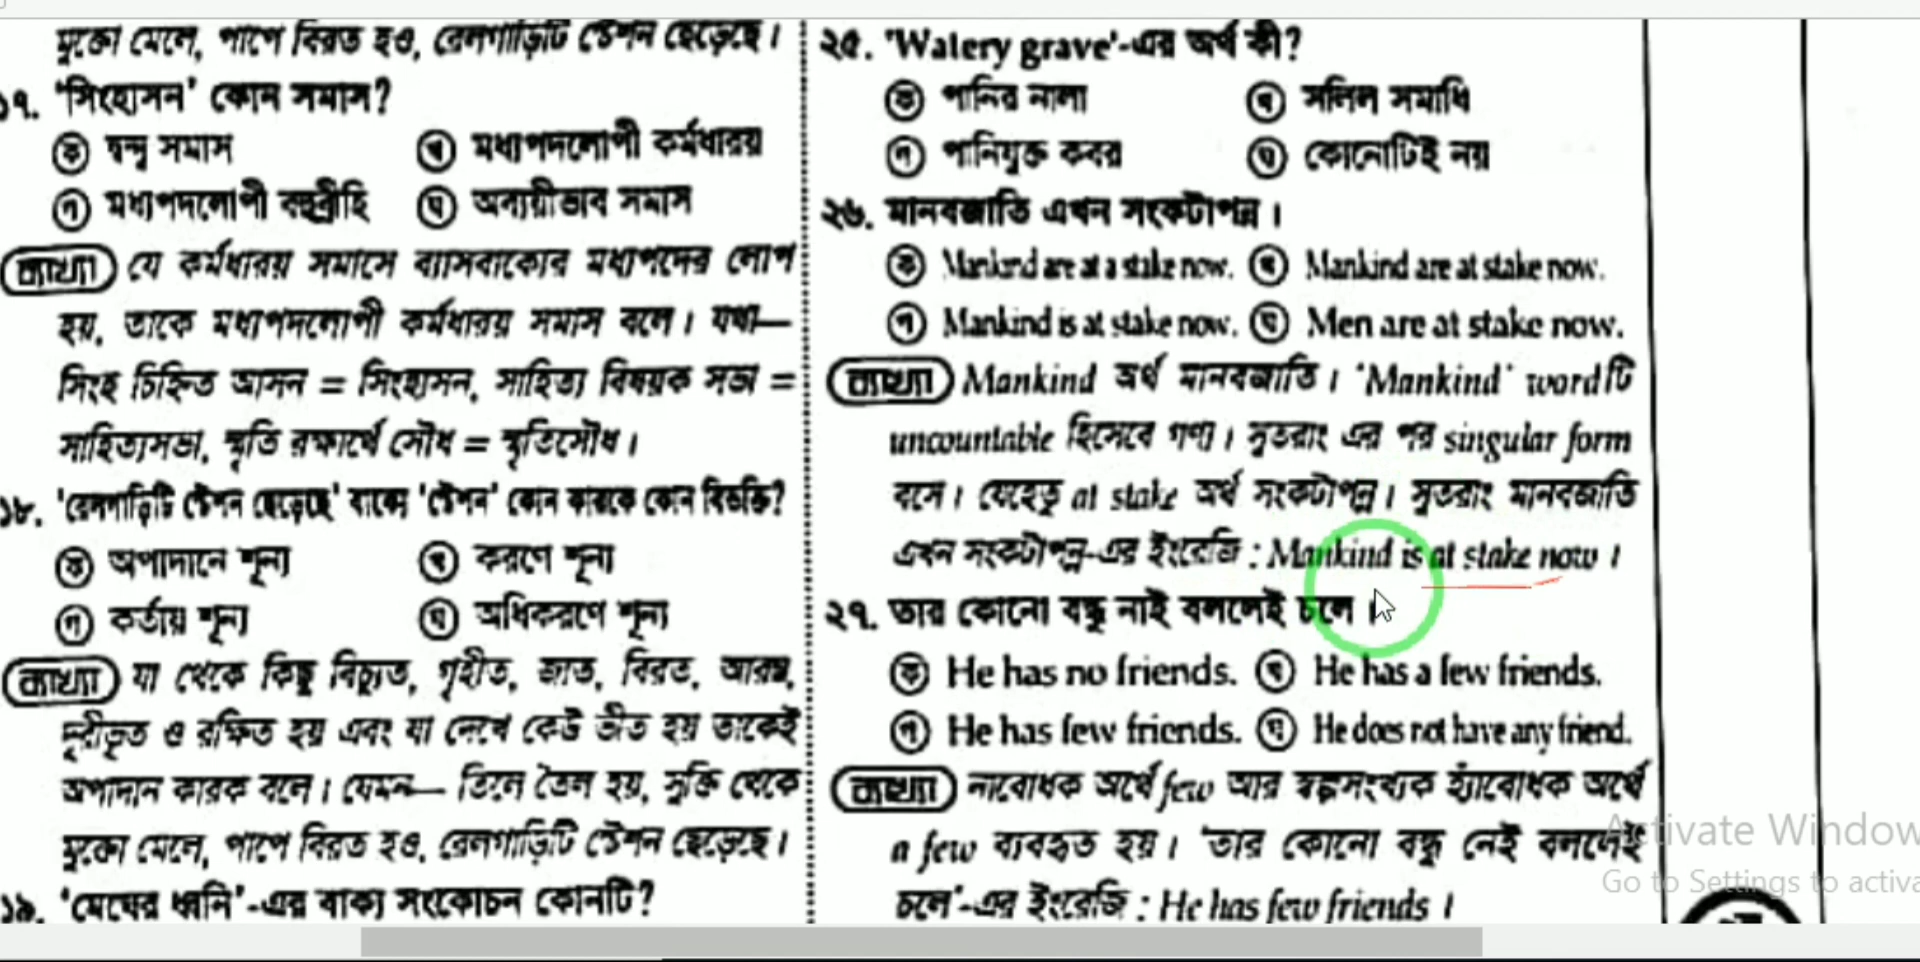 মুক্তো মেলে, পাপে বিরত হও, রেলগাড়িটি স্টেশন ছেড়েছে।
১৭. 'সিংহাসন' কোন সমাস?
ক দ্বন্দ্ব সমাস খ মধ্যপদলোপী কর্মধারয়
গ মধ্যপদলোপী বহুব্রীহি ঘ অব্যয়ীভাব সমাস
ব্যাখ্যা যে কর্মধারয় সমাসে ব্যাসবাক্যের মধ্যপদের লোপ
হয়, তাকে মধ্যপদলোপী কর্মধারয় সমাস বলে। যথা—
সিংহ চিহ্নিত আসন = সিংহাসন, সাহিত্য বিষয়ক সভা =
সাহিত্যসভা, স্মৃতি রক্ষার্থে সৌধ = স্মৃতিসৌধ।
১৮. 'রেলগাড়িটি স্টেশন ছেড়েছে' বাক্যে 'স্টেশন' কোন কারকে কোন বিভক্তি?
ক অপাদানে শূন্য খ করণে শূন্য
গ কর্তায় শূন্য ঘ অধিকরণে শূন্য
ব্যাখ্যা যা থেকে কিছু বিচ্যুত, গৃহীত, জাত, বিরত, আরম্ভ,
দূরীভূত ও রক্ষিত হয় এবং যা দেখে কেউ ভীত হয় তাকেই
অপাদান কারক বলে। যেমন— তিলে তৈল হয়, সুক্তি থেকে
মুক্তো মেলে, পাপে বিরত হও, রেলগাড়িটি স্টেশন ছেড়েছে।
১৯. 'মেঘের ধ্বনি'-এর বাক্য সংকোচন কোনটি?
২৫. 'Watery grave'-এর অর্থ কী?
ক পানির নালা খ সলিল সমাধি
গ পানিযুক্ত কবর ঘ কোনোটিই নয়
২৬. মানবজাতি এখন সংকটাপন্ন।
ক Mankind are at a stake now. খ Mankind are at stake now.
গ Mankind is at stake now. ঘ Men are at stake now.
ব্যাখ্যা Mankind অর্থ মানবজাতি। 'Mankind' wordটি
uncountable হিসেবে গণ্য। সুতরাং এর পর singular form
বসে। যেহেতু at stake অর্থ সংকটাপন্ন। সুতরাং মানবজাতি
এখন সংকটাপন্ন-এর ইংরেজি : Mankind is at stake now।
২৭. তার কোনো বন্ধু নাই বললেই চলে।
ক He has no friends. খ He has a few friends.
গ He has few friends. ঘ He does not have any friend.
ব্যাখ্যা নাবোধক অর্থে few আর স্বল্পসংখ্যক হ্যাঁবোধক অর্থে
a few ব্যবহৃত হয়। 'তার কোনো বন্ধু নেই বললেই
চলে'-এর ইংরেজি : He has few friends।
Activate Window
Go to Settings to activa